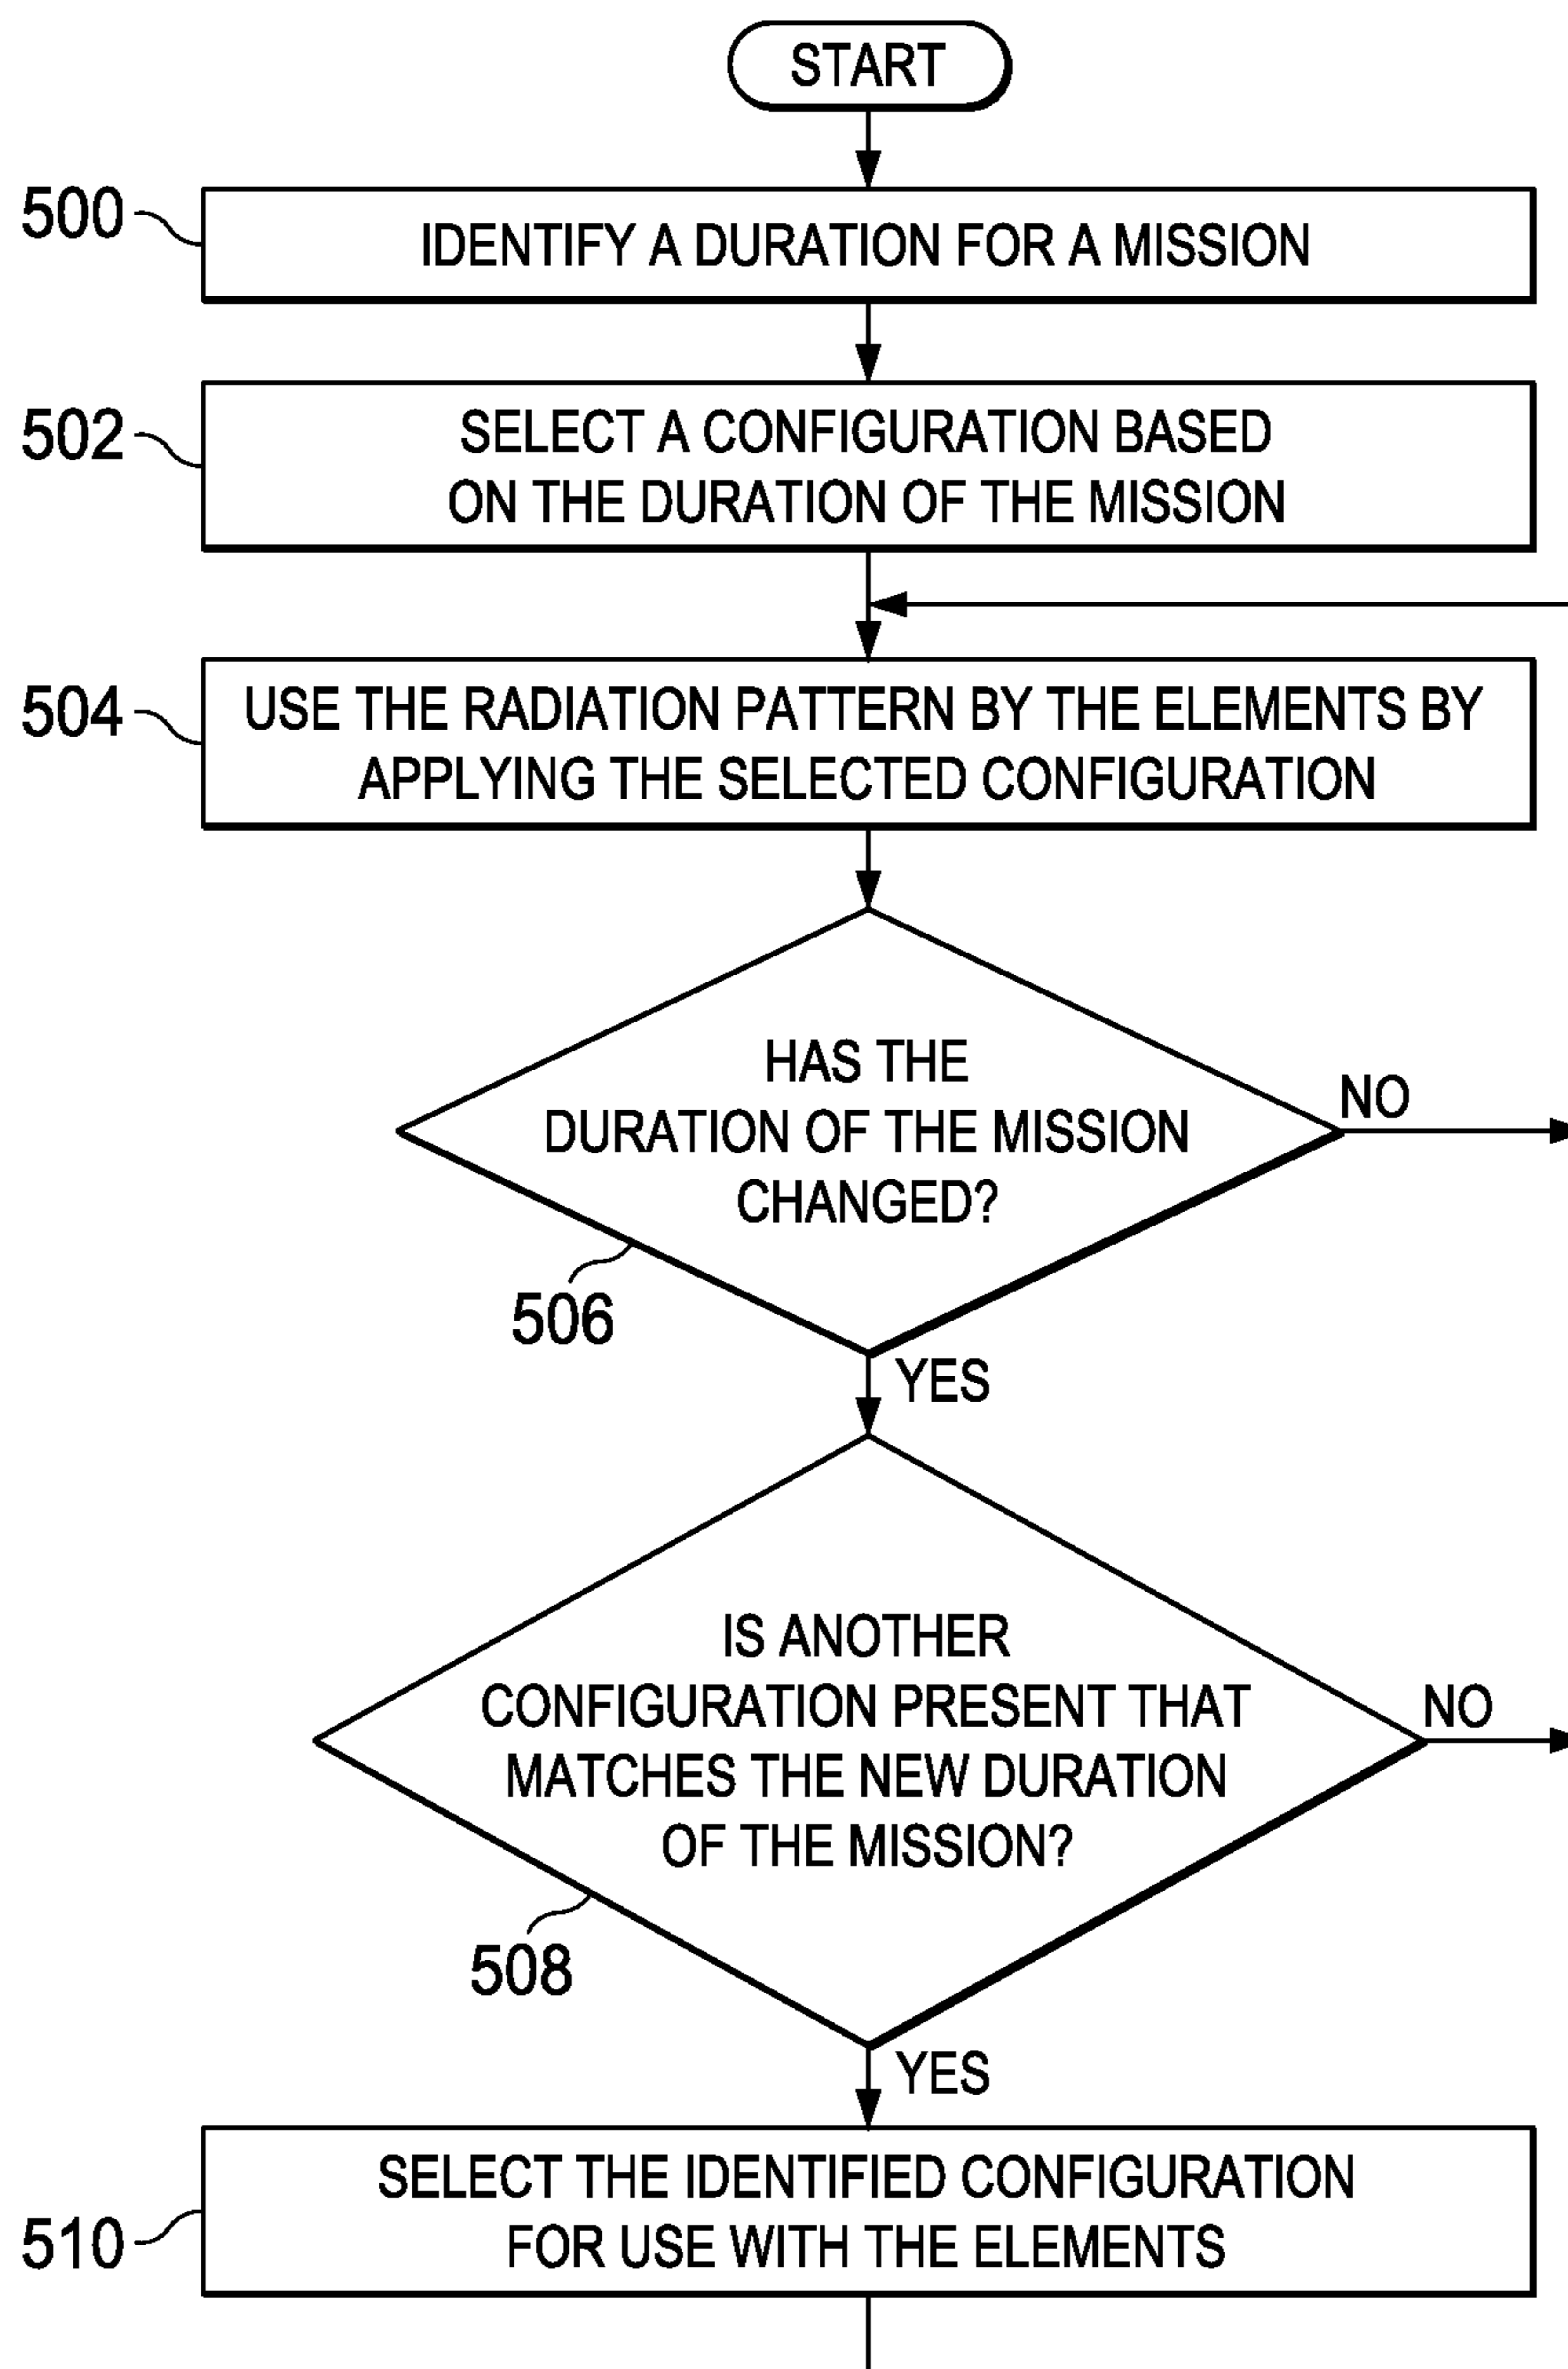 START
500
IDENTIFY A DURATION FOR A MISSION
502
SELECT A CONFIGURATION BASED
ON THE DURATION OF THE MISSION
504
USE THE RADIATION PATTERN BY THE ELEMENTS BY
APPLYING THE SELECTED CONFIGURATION
HAS THE
DURATION OF THE MISSION
CHANGED?
NO
506
YES
IS ANOTHER
CONFIGURATION PRESENT THAT
MATCHES THE NEW DURATION
OF THE MISSION?
NO
508
YES
510
SELECT THE IDENTIFIED CONFIGURATION
FOR USE WITH THE ELEMENTS